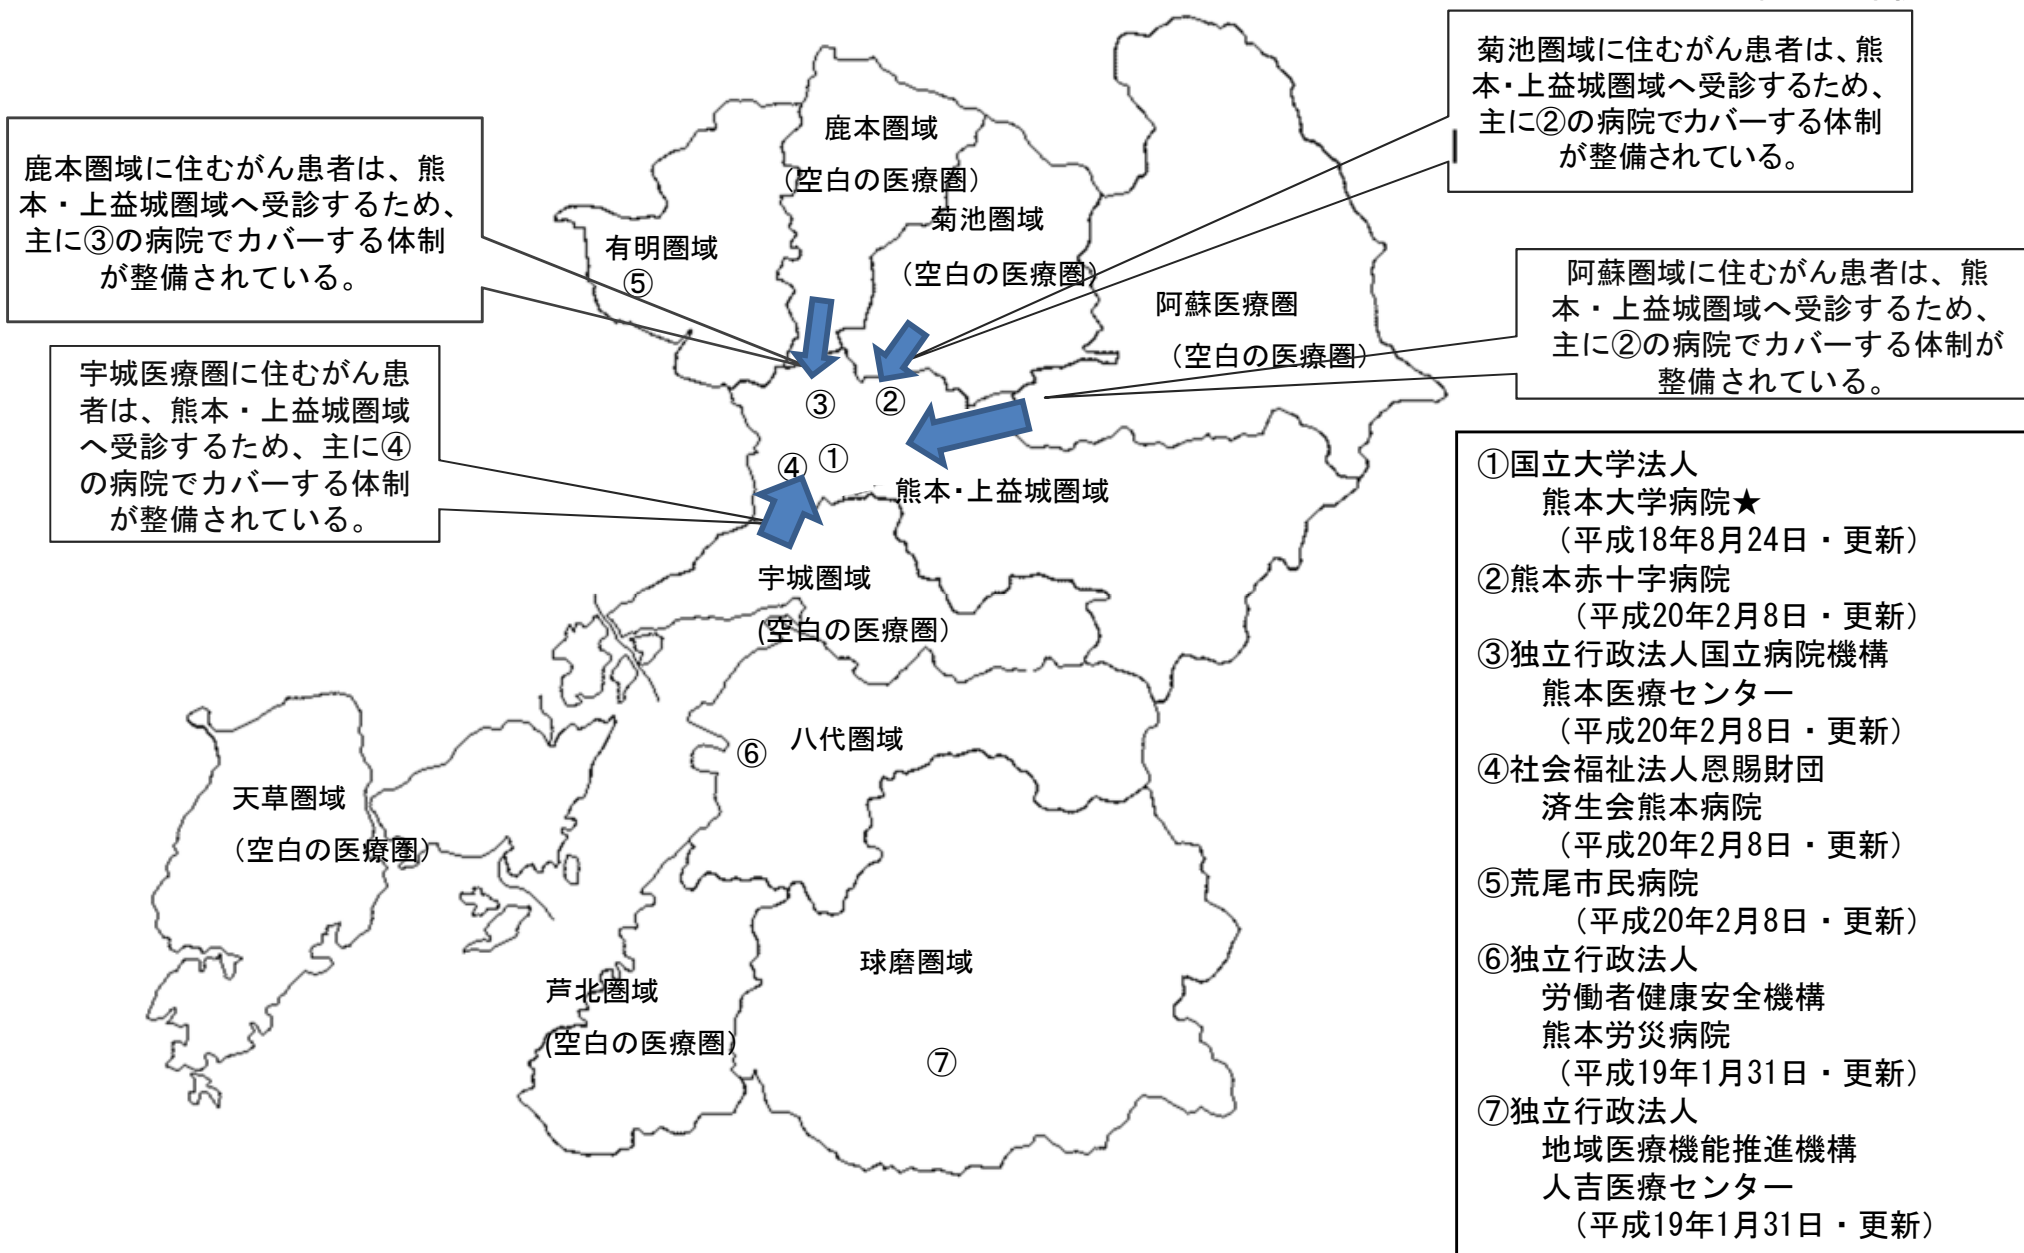 菊池圏域に住むがん患者は、熊
本・上益城圏域へ受診するため、
主に②の病院でカバーする体制
が整備されている。
鹿本圏域に住むがん患者は、熊
本・上益城圏域へ受診するため、
主に③の病院でカバーする体制
が整備されている。
鹿本圏域
（空白の医療圏）
菊池圏域
（空白の医療圏）
有明圏域
⑤
阿蘇医療圏
（空白の医療圏）
阿蘇圏域に住むがん患者は、熊
本・上益城圏域へ受診するため、
主に②の病院でカバーする体制が
整備されている。
宇城医療圏に住むがん患
者は、熊本・上益城圏域
へ受診するため、主に④
の病院でカバーする体制
が整備されている。
③
②
①
④
熊本・上益城圏域
宇城圏域
(空白の医療圏）
⑥
八代圏域
天草圏域
（空白の医療圏）
球磨圏域
芦北圏域
(空白の医療圏）
⑦
①国立大学法人
熊本大学病院★
（平成18年8月24日・更新）
②熊本赤十字病院
（平成20年2月8日・更新）
③独立行政法人国立病院機構
熊本医療センター
（平成20年2月8日・更新）
④社会福祉法人恩賜財団
済生会熊本病院
（平成20年2月8日・更新）
⑤荒尾市民病院
（平成20年2月8日・更新）
⑥独立行政法人
労働者健康安全機構
熊本労災病院
（平成19年1月31日・更新）
⑦独立行政法人
地域医療機能推進機構
人吉医療センター
（平成19年1月31日・更新）